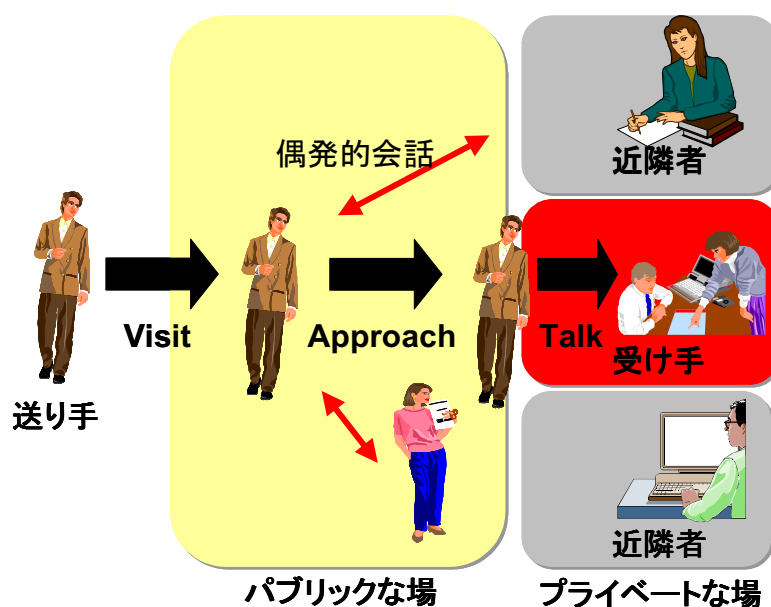 偶発的会話
近隣者
Visit
Approach
Talk
送り手
受け手
近隣者
パブリックな場
プライベートな場